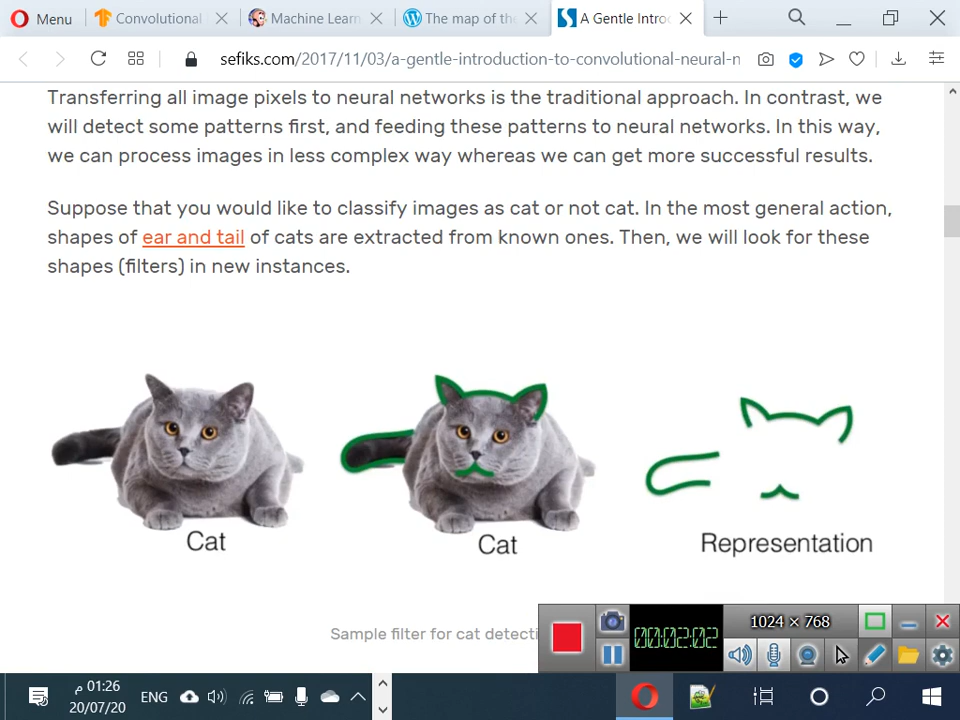 Menu
Convolutional
Machine Learn
The map of the
A Gentle Introd
sefiks.com/2017/11/03/a-gentle-introduction-to-convolutional-neural-n
Transferring all image pixels to neural networks is the traditional approach. In contrast, we
will detect some patterns first, and feeding these patterns to neural networks. In this way,
we can process images in less complex way whereas we can get more successful results.
Suppose that you would like to classify images as cat or not cat. In the most general action,
shapes of ear and tail of cats are extracted from known ones. Then, we will look for these
shapes (filters) in new instances.
Cat
Cat
Representation
Sample filter for cat detecti
1024 × 768
00:02:02
ENG
01:26 م
20/07/20